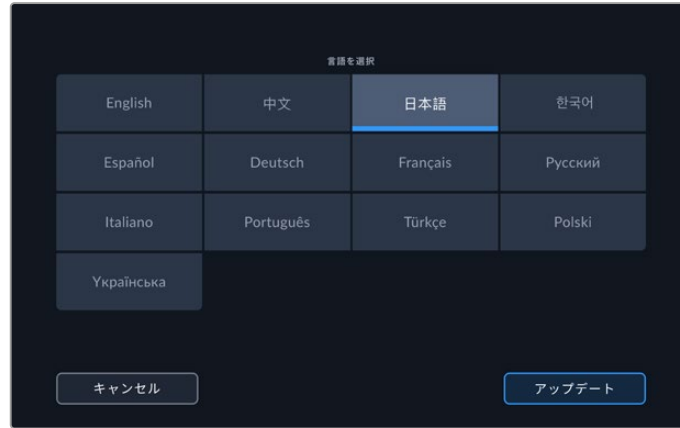 言語を選択
English 中文 日本語 한국어
Español Deutsch Français Русский
Italiano Português Türkçe Polski
Українська
キャンセル アップデート